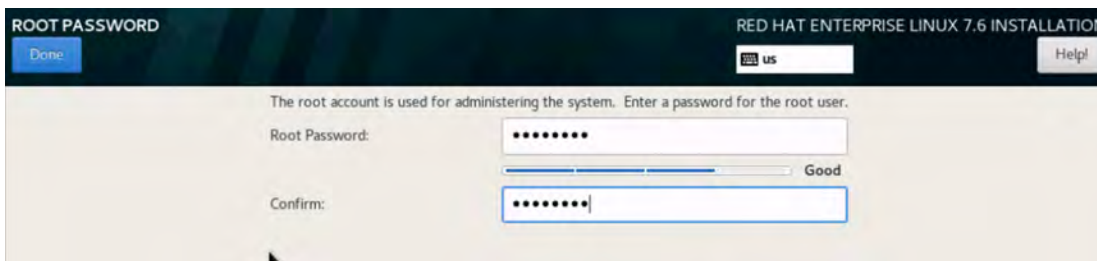 ROOT PASSWORD
RED HAT ENTERPRISE LINUX 7.6 INSTALLATION
Done
us
Help!
The root account is used for administering the system. Enter a password for the root user.
Root Password:
••••••••
Good
Confirm:
••••••••